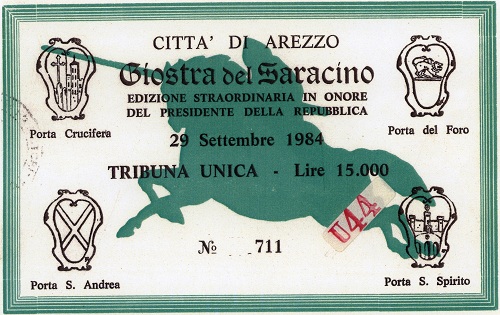 CITTA' DI AREZZO
Giostra del Saracino
EDIZIONE STRAORDINARIA IN ONORE
DEL PRESIDENTE DELLA REPUBBLICA
Porta Crucifera
Porta del Foro
29 Settembre 1984
TRIBUNA UNICA - Lire 15.000
U44
No 711
Porta S. Andrea
Porta S. Spirito